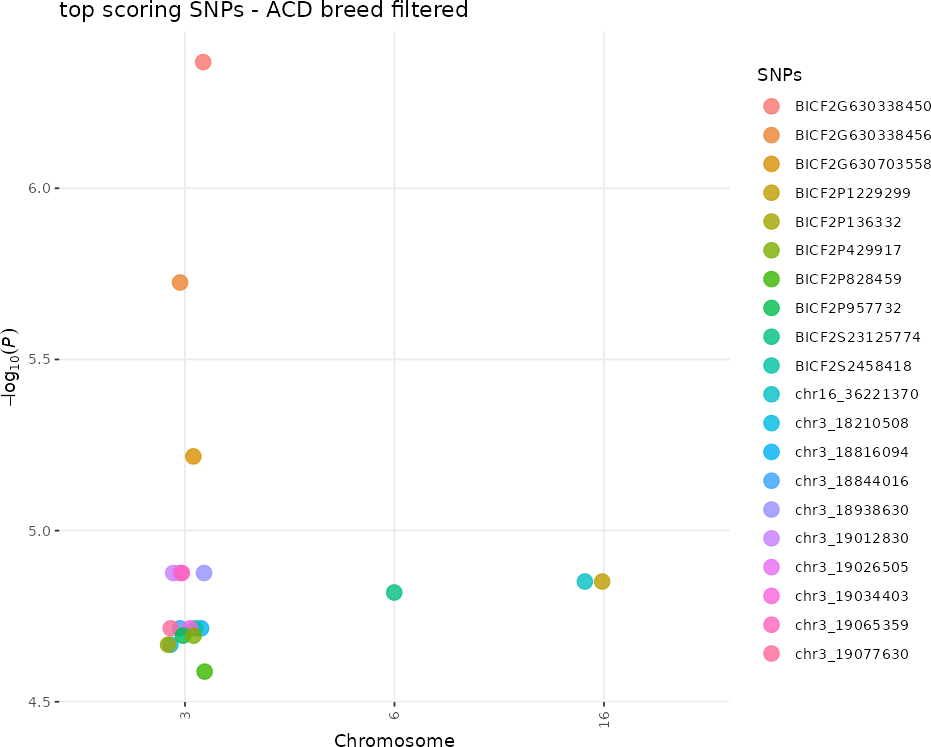 top scoring SNPs - ACD breed filtered
−log10(P)
6.0
5.5
5.0
4.5
3
6
16
Chromosome
SNPs
BICF2G630338450
BICF2G630338456
BICF2G630703558
BICF2P1229299
BICF2P136332
BICF2P429917
BICF2P828459
BICF2P957732
BICF2S23125774
BICF2S2458418
chr16_36221370
chr3_18210508
chr3_18816094
chr3_18844016
chr3_18938630
chr3_19012830
chr3_19026505
chr3_19034403
chr3_19065359
chr3_19077630